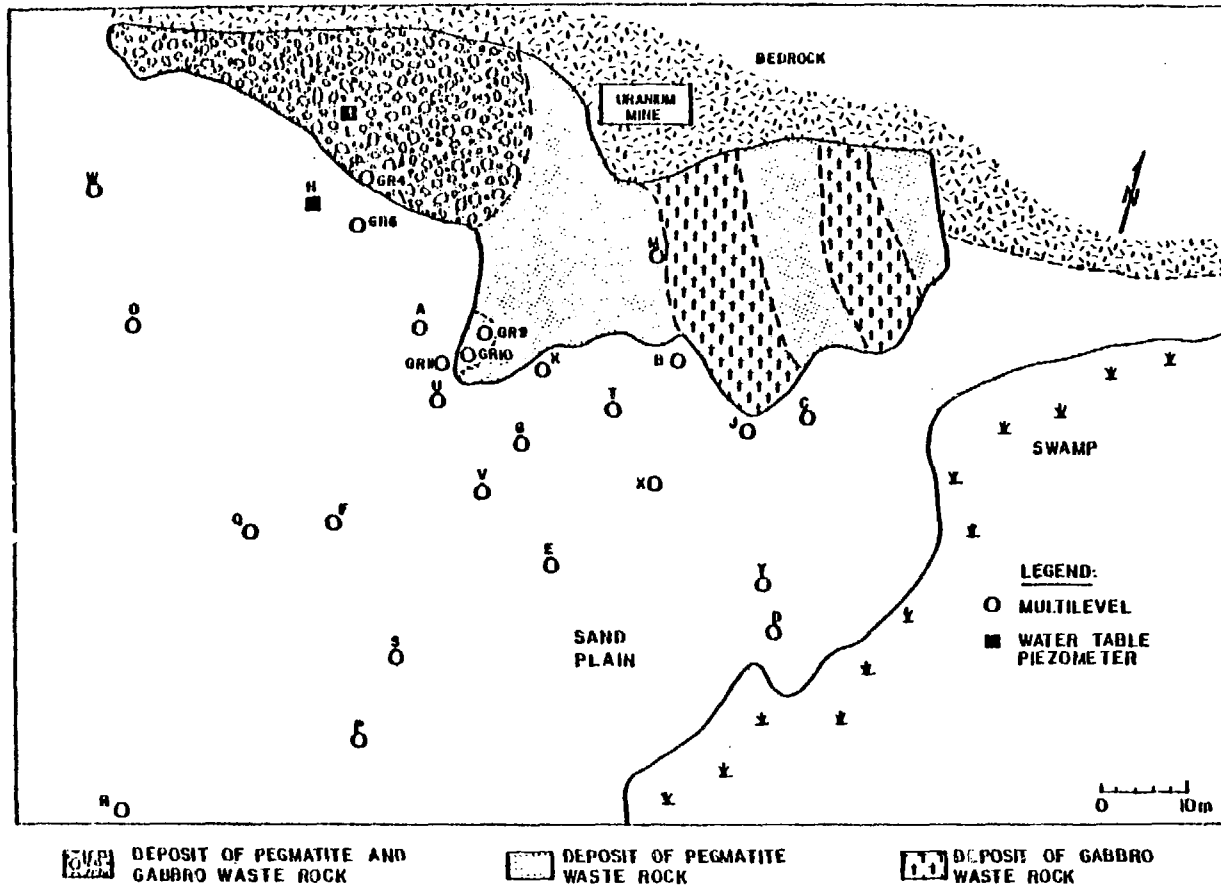 BEDROCK
URANIUM
MINE
N
W
H
GR4
GR6
O
A
GR9
GR10
GR11
U
K
B
T
G
J
C
V
X
SWAMP
Q
F
E
Y
D
LEGEND:
MULTILEVEL
WATER TABLE
PIEZOMETER
SAND
PLAIN
S
R
0 10m
DEPOSIT OF PEGMATITE AND
GABBRO WASTE ROCK
DEPOSIT OF PEGMATITE
WASTE ROCK
DEPOSIT OF GABBRO
WASTE ROCK